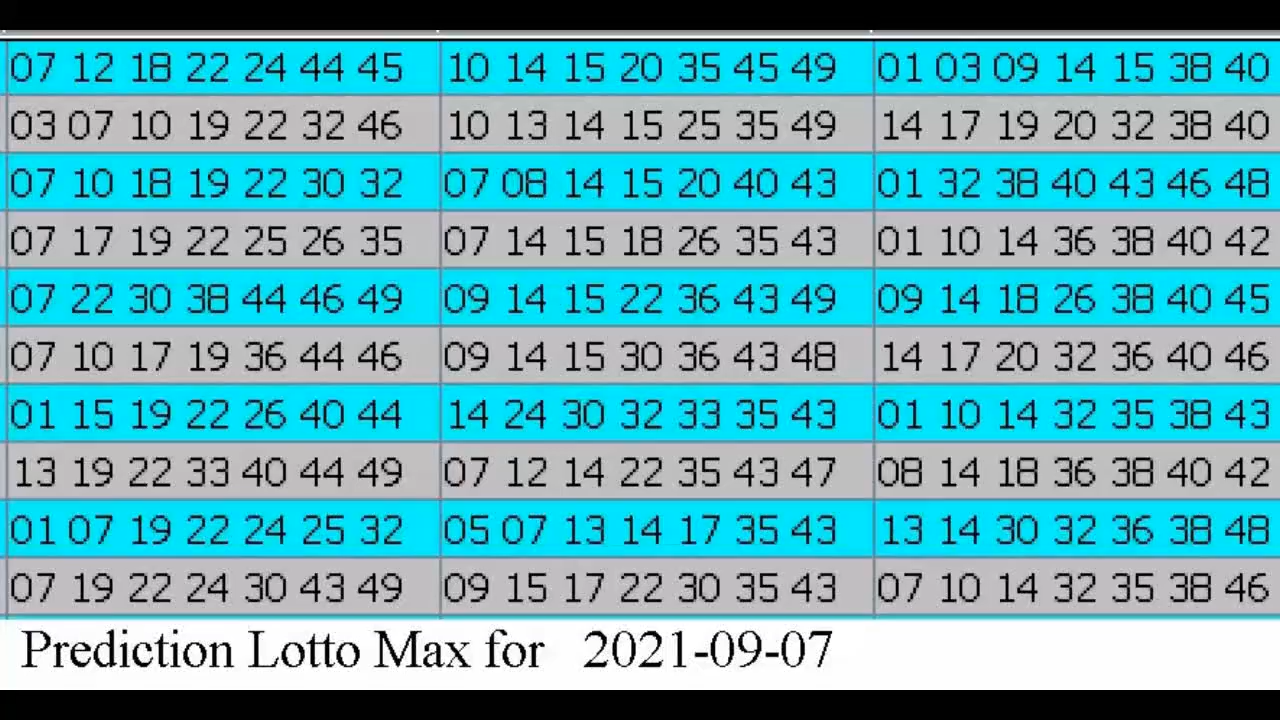 07 12 18 22 24 44 45 10 14 15 20 35 45 49 01 03 09 14 15 38 40
03 07 10 19 22 32 46 10 13 14 15 25 35 49 14 17 19 20 32 38 40
07 10 18 19 22 30 32 07 08 14 15 20 40 43 01 32 38 40 43 46 48
07 17 19 22 25 26 35 07 14 15 18 26 35 43 01 10 14 36 38 40 42
07 22 30 38 44 46 49 09 14 15 22 36 43 49 09 14 18 26 38 40 45
07 10 17 19 36 44 46 09 14 15 30 36 43 48 14 17 20 32 36 40 46
01 15 19 22 26 40 44 14 24 30 32 33 35 43 01 10 14 32 35 38 43
13 19 22 33 40 44 49 07 12 14 22 35 43 47 08 14 18 36 38 40 42
01 07 19 22 24 25 32 05 07 13 14 17 35 43 13 14 30 32 36 38 48
07 19 22 24 30 43 49 09 15 17 22 30 35 43 07 10 14 32 35 38 46
Prediction Lotto Max for 2021-09-07